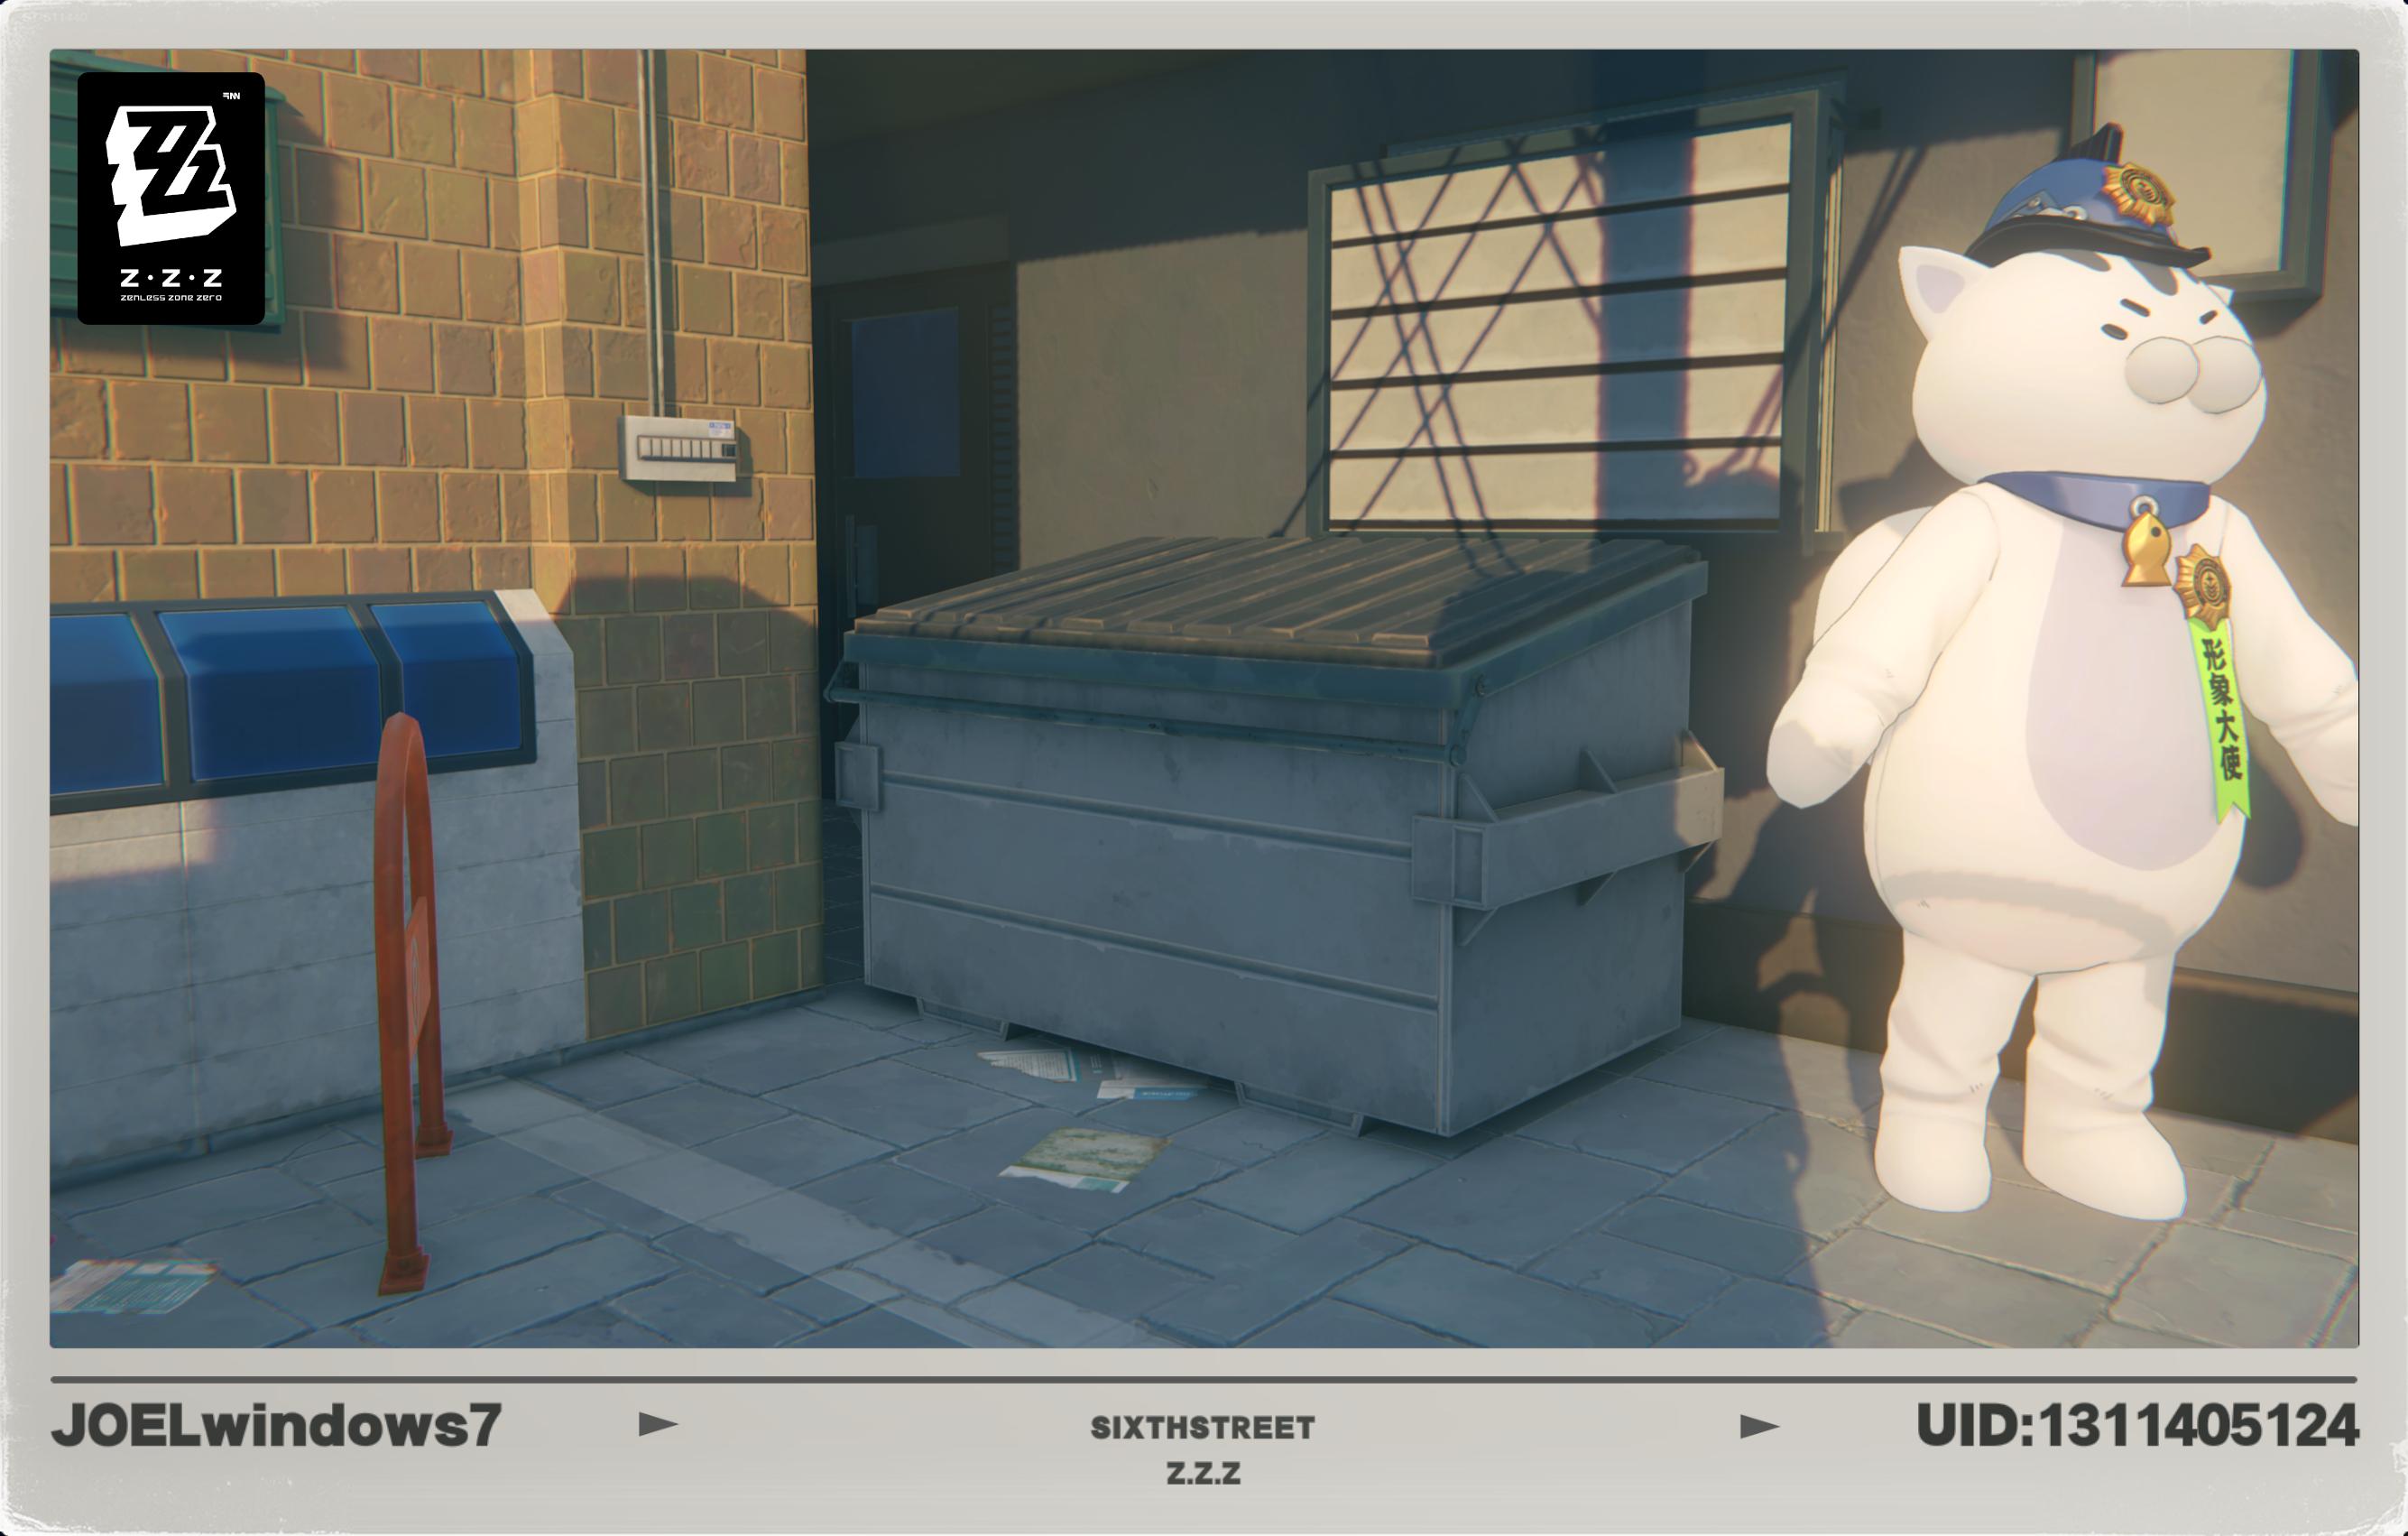 Z·Z·Z
ZENLESS ZONE ZERO
形象大使
JOELwindows7
SIXTHSTREET
UID:1311405124
Z.Z.Z